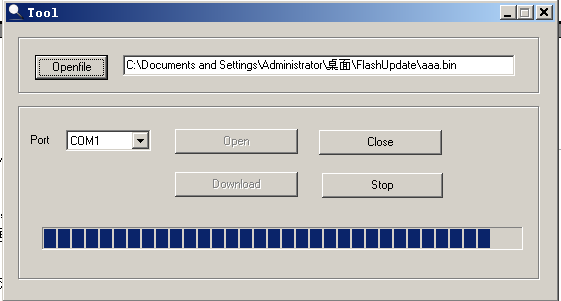 Tool
Openfile
C:\Documents and Settings\Administrator\桌面\FlashUpdate\aaa.bin
Port
COM1
Open
Close
Download
Stop